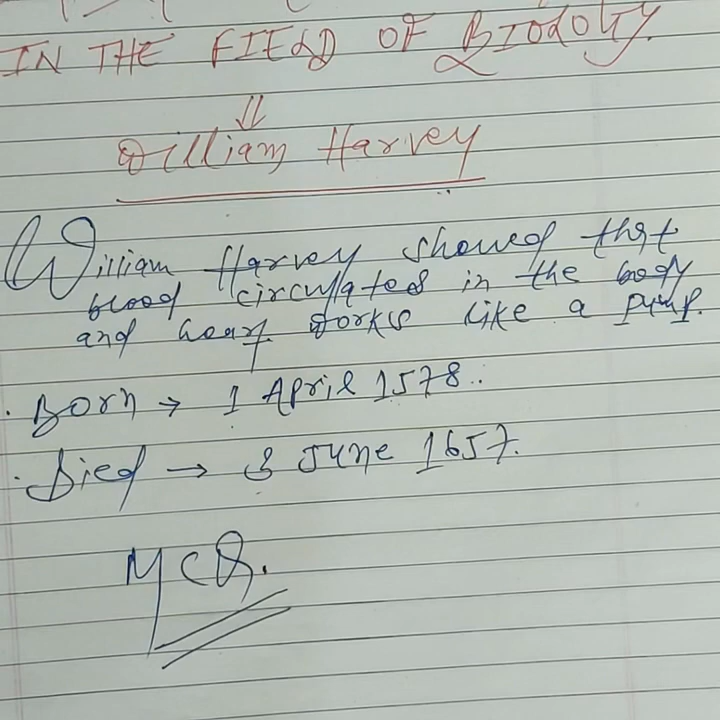 IN THE FIELD OF BIOLOGY.
William Harvey
William Harvey showed that
blood circulated in the body
and heart works like a pump.
. Born → 1 April 1578..
. Died → 3 June 1657.
MCQ.